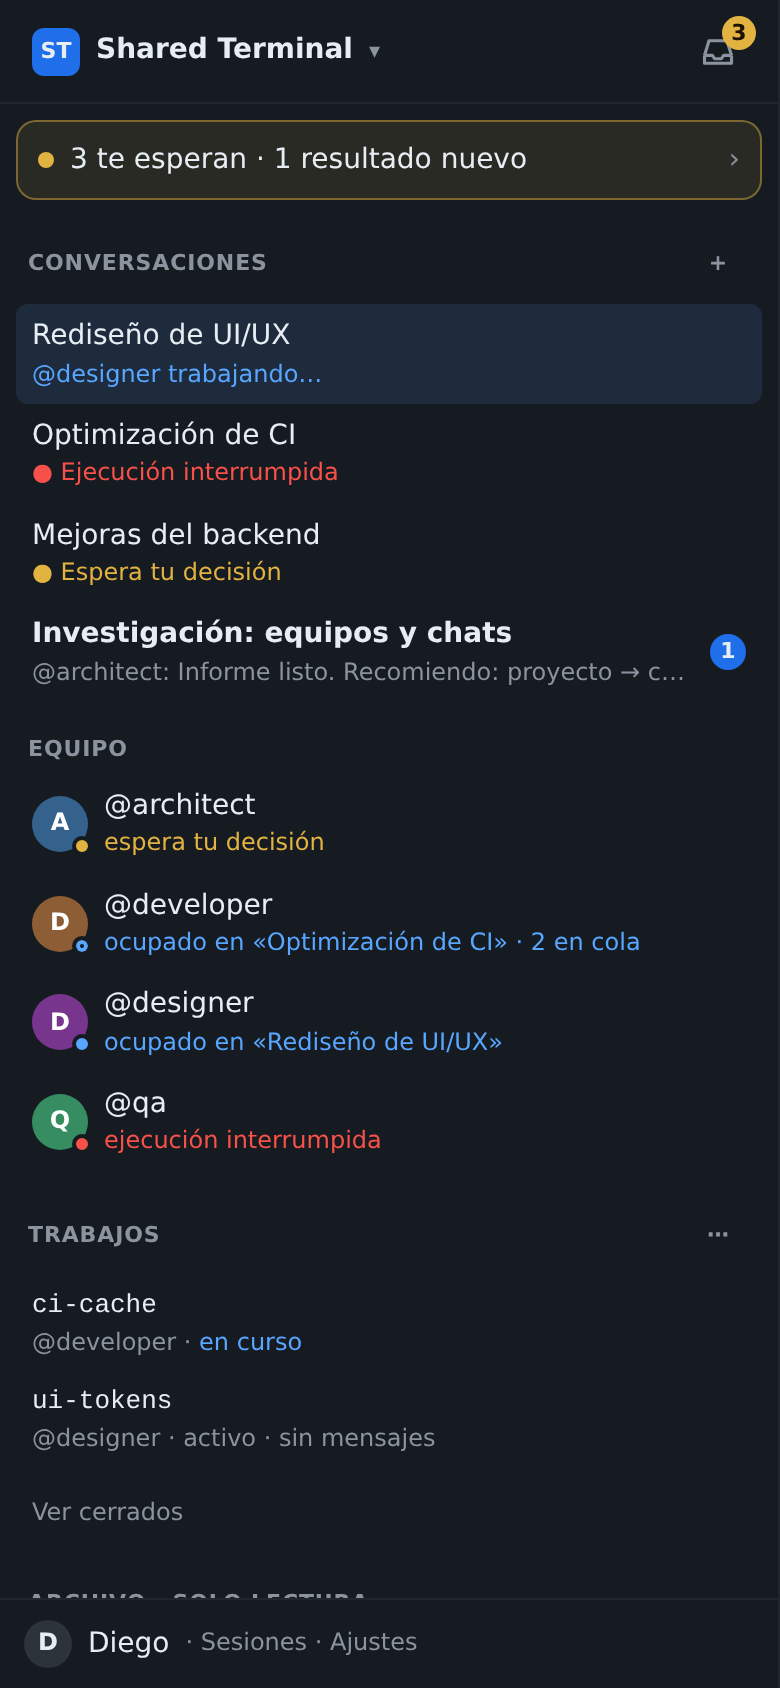 ST Shared Terminal ▾ 3
3 te esperan · 1 resultado nuevo ›
CONVERSACIONES +
Rediseño de UI/UX
@designer trabajando…
Optimización de CI
Ejecución interrumpida
Mejoras del backend
Espera tu decisión
Investigación: equipos y chats
@architect: Informe listo. Recomiendo: proyecto → c… 1
EQUIPO
A @architect
espera tu decisión
D @developer
ocupado en «Optimización de CI» · 2 en cola
D @designer
ocupado en «Rediseño de UI/UX»
Q @qa
ejecución interrumpida
TRABAJOS ⋯
ci-cache
@developer · en curso
ui-tokens
@designer · activo · sin mensajes
Ver cerrados
D Diego · Sesiones · Ajustes